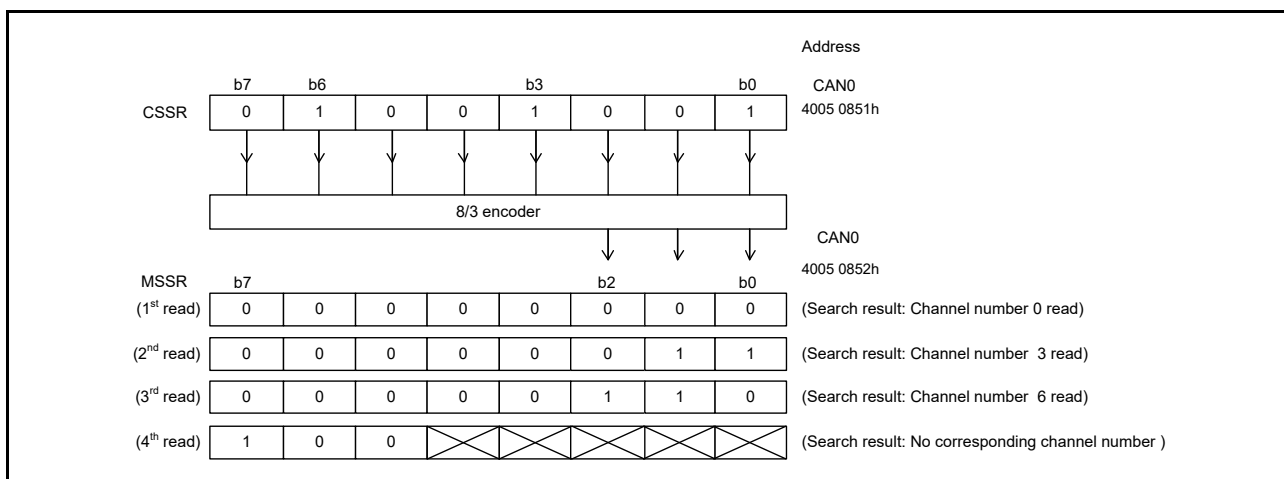 Address
b7 b6 b3 b0 CAN0
CSSR 0 1 0 0 1 0 0 1 4005 0851h
8/3 encoder
CAN0
4005 0852h
MSSR b7 b2 b0
(1st read) 0 0 0 0 0 0 0 0 (Search result: Channel number 0 read)
(2nd read) 0 0 0 0 0 0 1 1 (Search result: Channel number 3 read)
(3rd read) 0 0 0 0 0 1 1 0 (Search result: Channel number 6 read)
(4th read) 1 0 0 (Search result: No corresponding channel number )